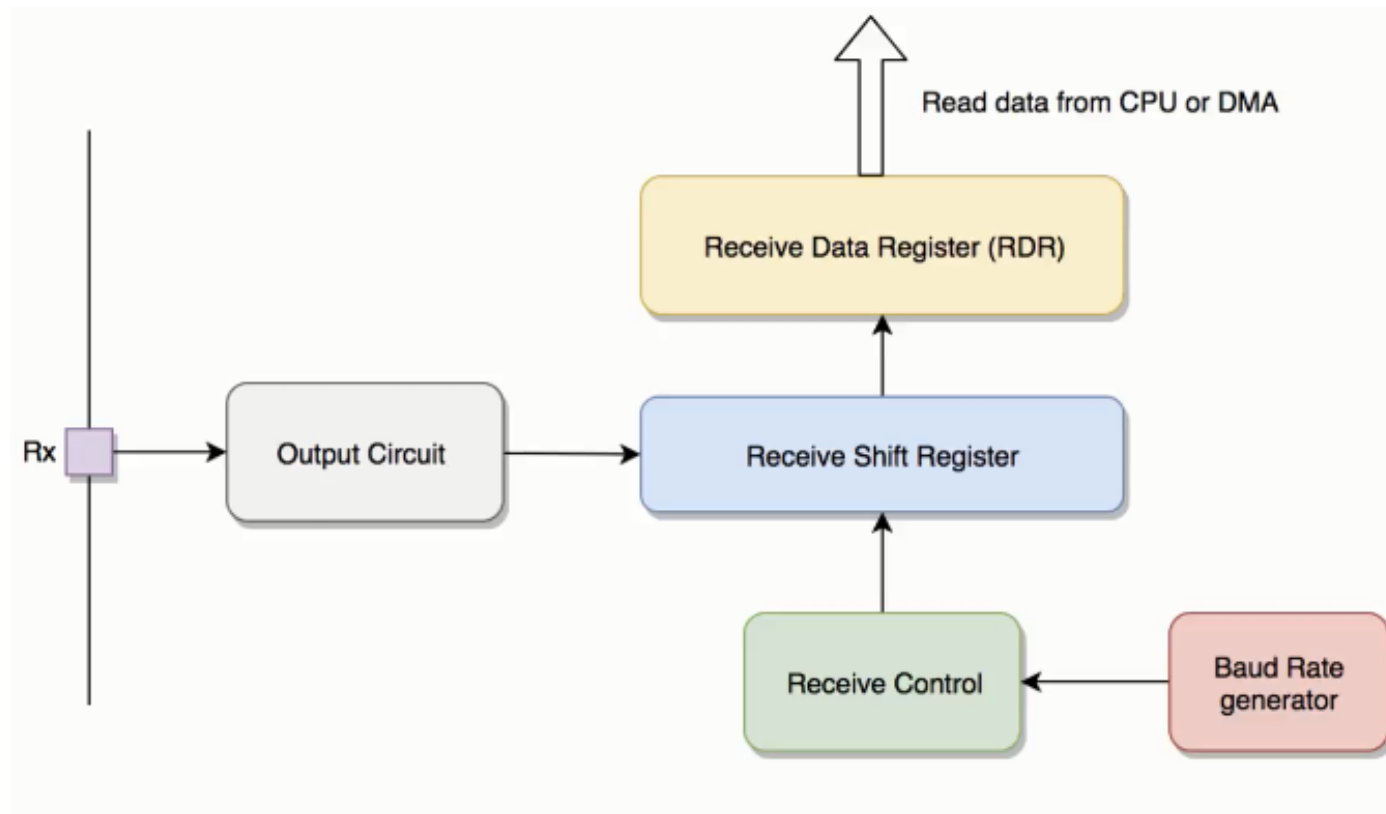 Read data from CPU or DMA
Receive Data Register (RDR)
Rx
Output Circuit
Receive Shift Register
Receive Control
Baud Rate
generator